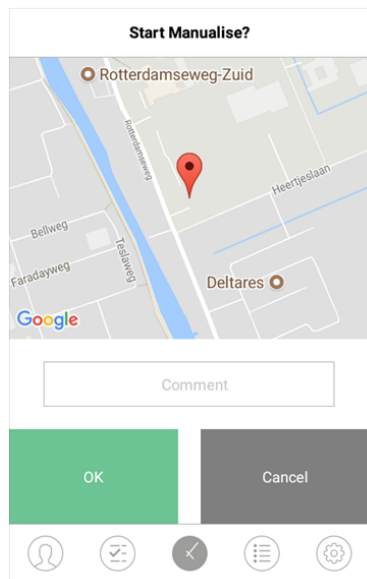 Start Manualise?
Rotterdamseweg-Zuid
Rotterdamseweg
Heertjeslaan
Bellweg
Teslaweg
Faradayweg
Deltares
Google
Comment
OK
Cancel